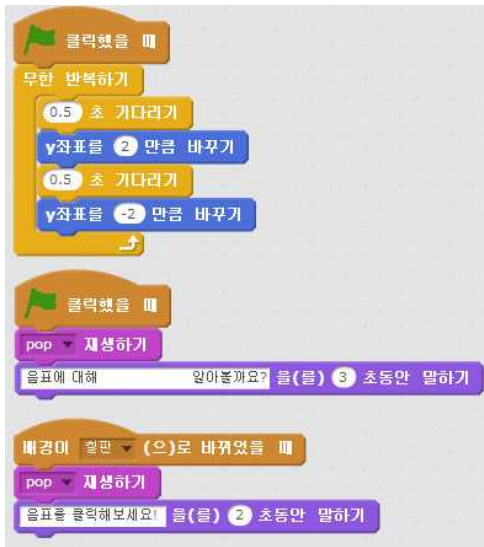 클릭했을 때
무한 반복하기
0.5 초 기다리기
y좌표를 2 만큼 바꾸기
0.5 초 기다리기
y좌표를 -2 만큼 바꾸기
클릭했을 때
pop 재생하기
음표에 대해 알아볼까요? 을(를) 3 초동안 말하기
배경이 칠판 (으)로 바뀌었을 때
pop 재생하기
음표를 클릭해보세요! 을(를) 2 초동안 말하기